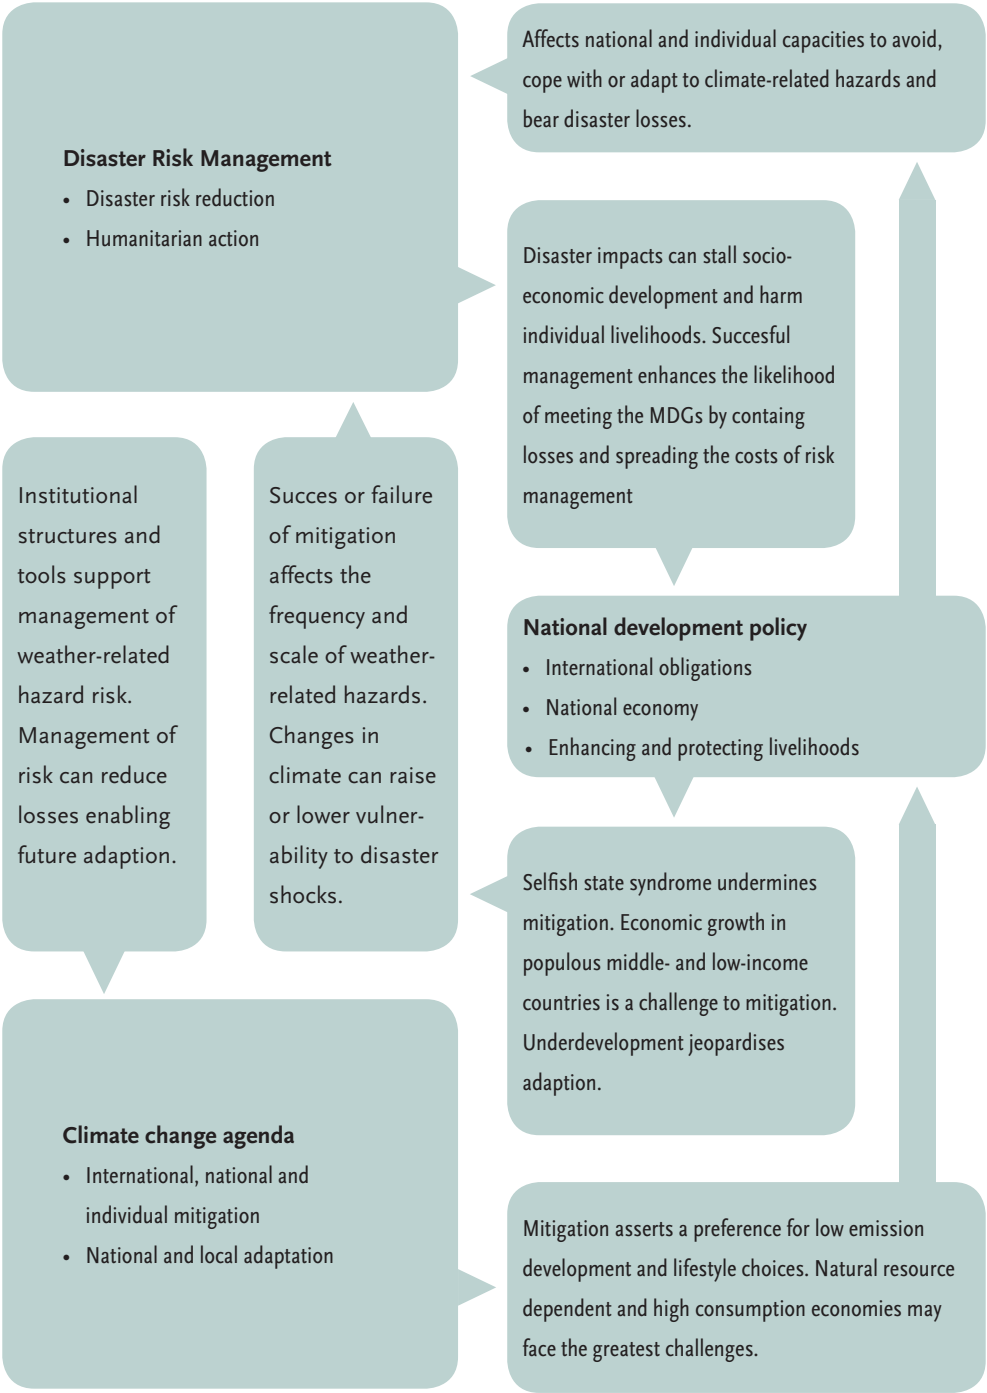 Disaster Risk Management
• Disaster risk reduction
• Humanitarian action
Affects national and individual capacities to avoid,
cope with or adapt to climate-related hazards and
bear disaster losses.
Disaster impacts can stall socio-
economic development and harm
individual livelihoods. Succesful
management enhances the likelihood
of meeting the MDGs by containg
losses and spreading the costs of risk
management
Institutional
structures and
tools support
management of
weather-related
hazard risk.
Management of
risk can reduce
losses enabling
future adaption.
Succes or failure
of mitigation
affects the
frequency and
scale of weather-
related hazards.
Changes in
climate can raise
or lower vulner-
ability to disaster
shocks.
National development policy
• International obligations
• National economy
• Enhancing and protecting livelihoods
Selfish state syndrome undermines
mitigation. Economic growth in
populous middle- and low-income
countries is a challenge to mitigation.
Underdevelopment jeopardises
adaption.
Climate change agenda
• International, national and
individual mitigation
• National and local adaptation
Mitigation asserts a preference for low emission
development and lifestyle choices. Natural resource
dependent and high consumption economies may
face the greatest challenges.